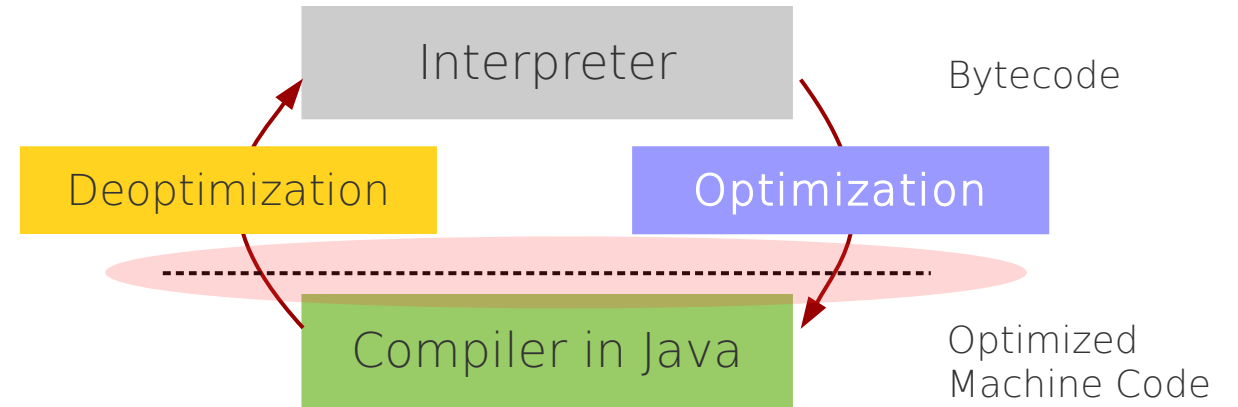 Interpreter
Bytecode
Deoptimization
Optimization
Compiler in Java
Optimized
Machine Code